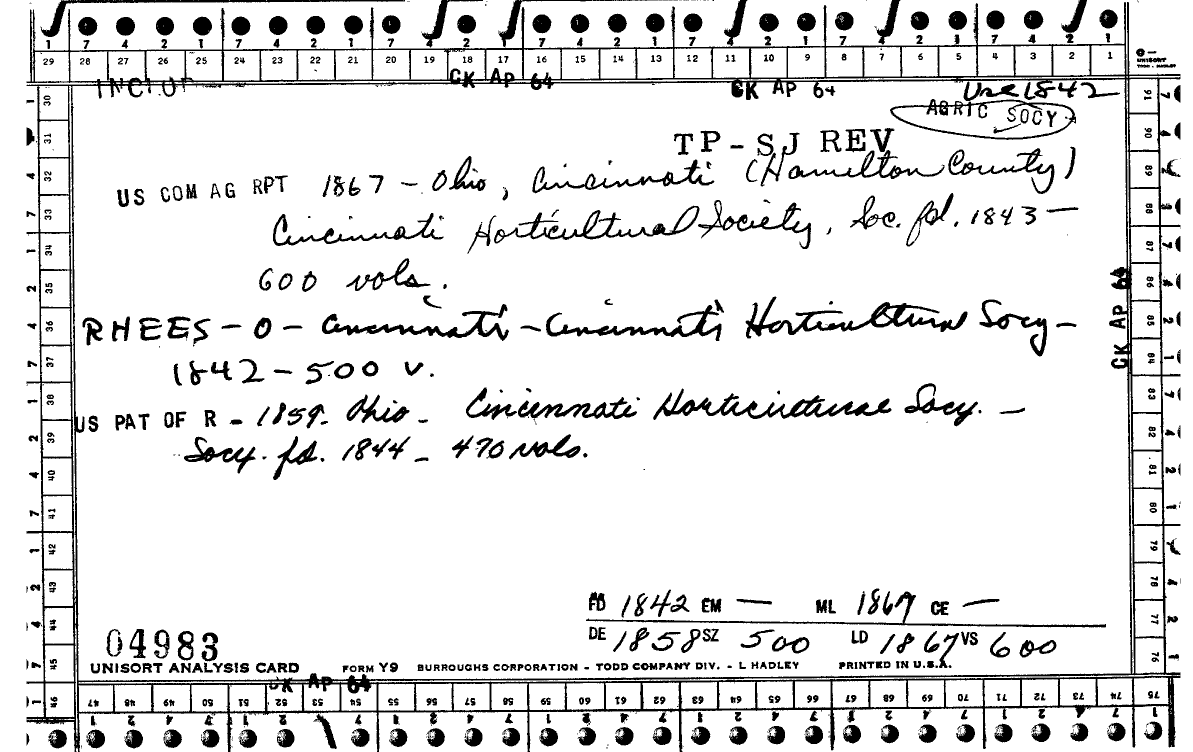 1 7 4 2 1 7 4 2 1 7 4 2 1 7 4 2 1 7 4 2 1 7 4 2 1 7 4 2 1
29 28 27 26 25 24 23 22 21 20 19 18 17 16 15 14 13 12 11 10 9 8 7 6 5 4 3 2 1
UNISORT
TODD - HADLEY
CK AP 64
CK AP 64
Use 1842
AGRIC SOCY
TP-SJ REV
US COM AG RPT 1867 - Ohio, Cincinnati (Hamilton County)
Cincinnati Horticultural Society, Soc. fd. 1843 -
600 vols.
RHEES - O - Cincinnati - Cincinnati Horticultural Socy -
1842 - 500 v.
US PAT OF R - 1859. Ohio - Cincinnati Horticultural Socy. -
Socy. fd. 1844 - 470 vols.
30 31 32 33 34 35 36 37 38 39 40 41 42 43 44 45 46
91 90 89 88 87 86 85 84 83 82 81 80 79 78 77 76
CK AP 64
FD 1842 EM — ML 1867 CE —
DE 1858 SZ 500 LD 1867 VS 600
04983
UNISORT ANALYSIS CARD FORM Y9 BURROUGHS CORPORATION - TODD COMPANY DIV. - L HADLEY PRINTED IN U.S.A.
CK AP 64
47 48 49 50 51 52 53 54 55 56 57 58 59 60 61 62 63 64 65 66 67 68 69 70 71 72 73 74 75